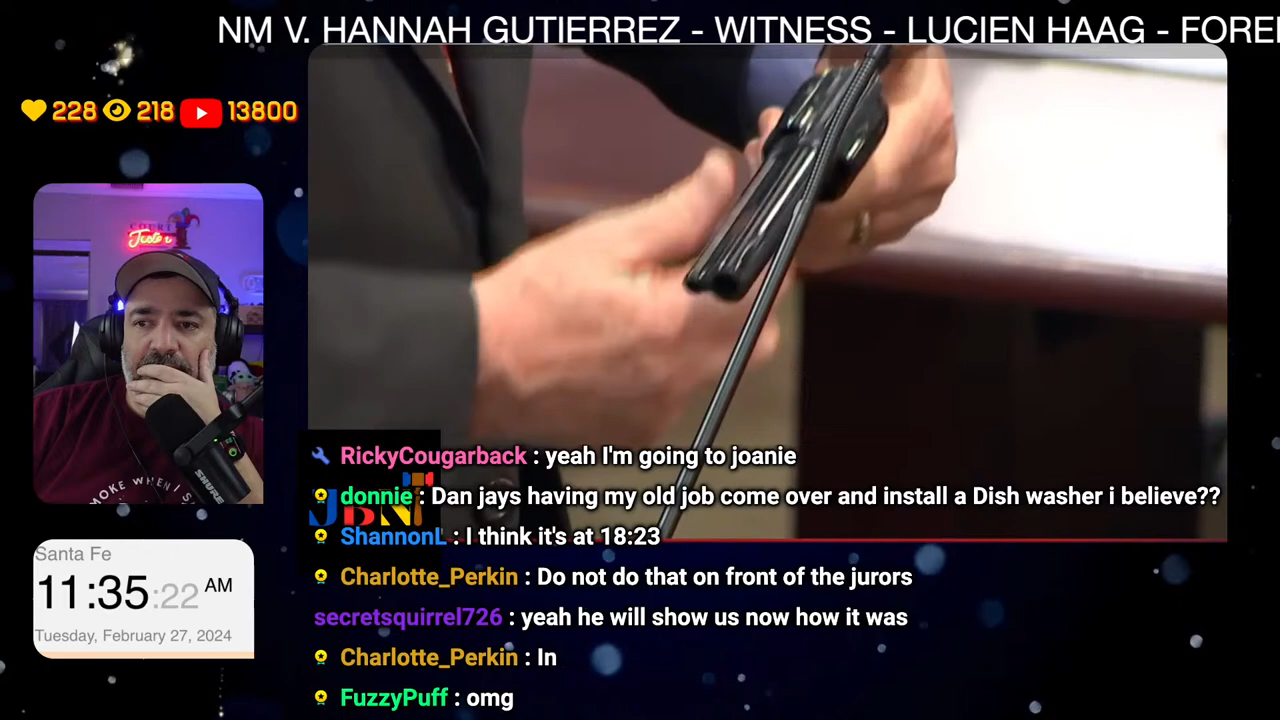 NM V. HANNAH GUTIERREZ - WITNESS - LUCIEN HAAG - FORE
228 218 13800
RickyCougarback : yeah I'm going to joanie
donnie : Dan jays having my old job come over and install a Dish washer i believe??
ShannonL : I think it's at 18:23
Charlotte_Perkin : Do not do that on front of the jurors
secretsquirrel726 : yeah he will show us now how it was
Charlotte_Perkin : In
FuzzyPuff : omg
SHURE
Santa Fe
11:35:22 AM
Tuesday, February 27, 2024